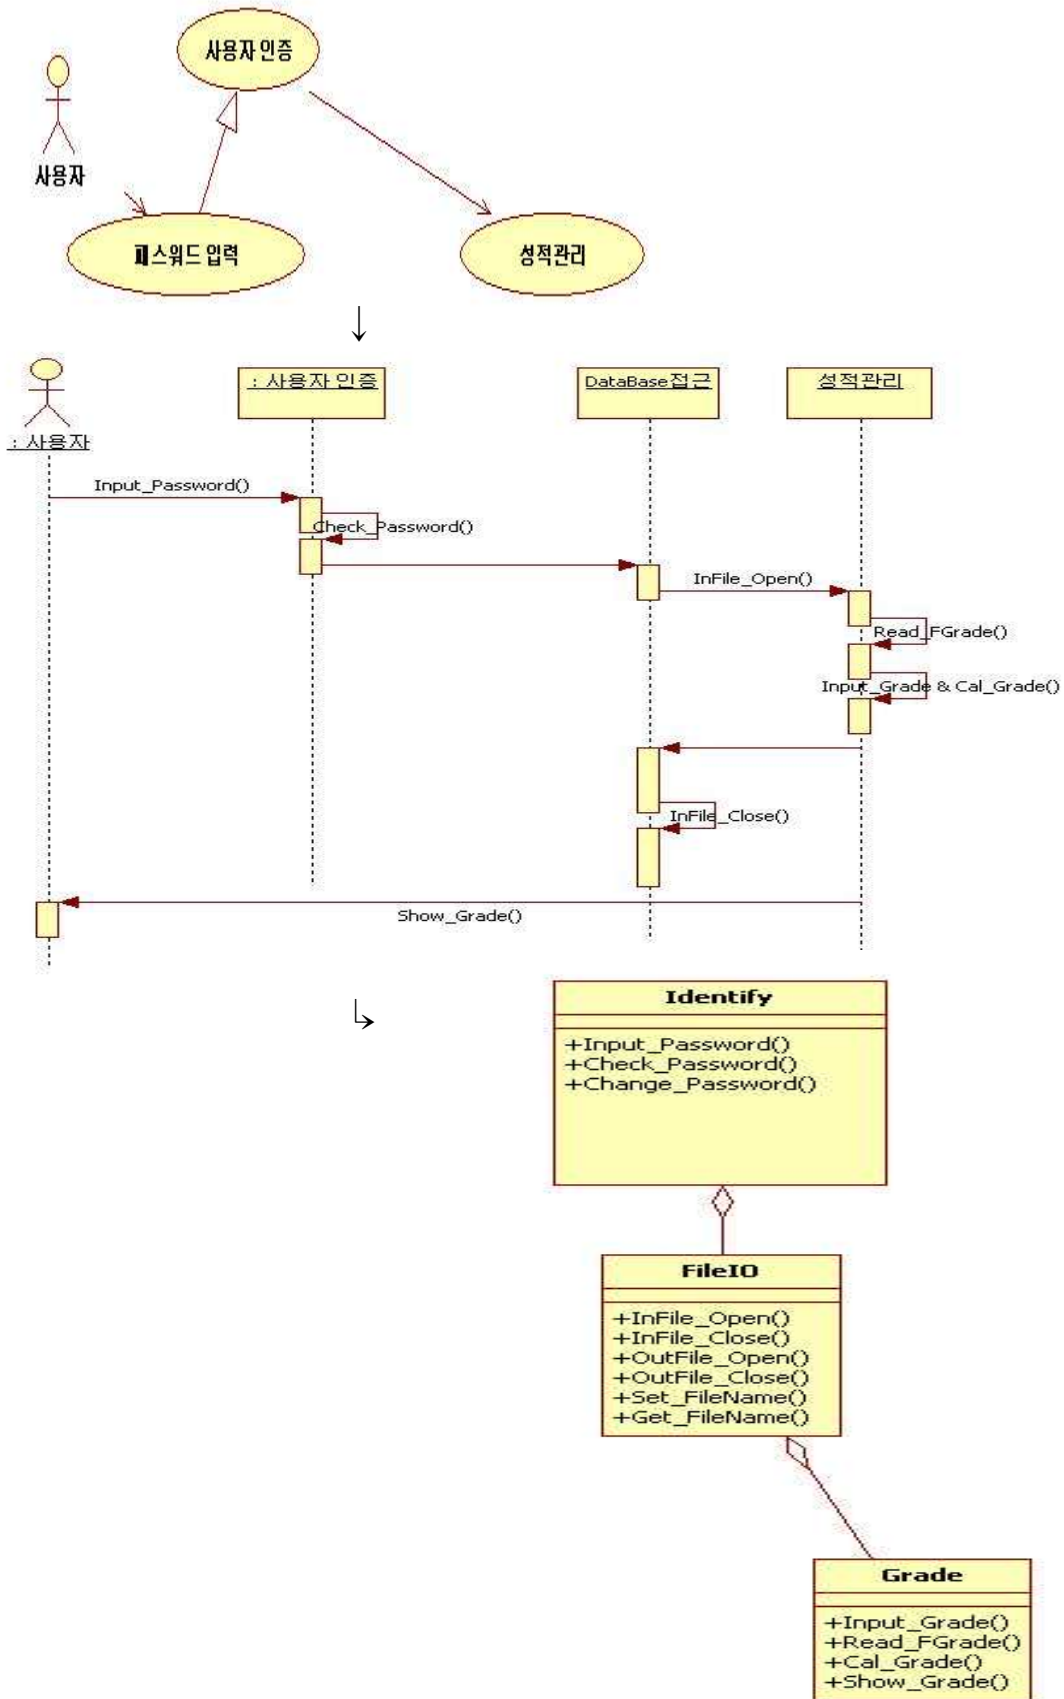 사용자 인증
사용자
패스워드 입력
성적관리
: 사용자 인증
DataBase접근
성적관리
: 사용자
Input_Password()
Check_Password()
InFile_Open()
Read_FGrade()
Input_Grade & Cal_Grade()
InFile_Close()
Show_Grade()
Identify
+Input_Password()
+Check_Password()
+Change_Password()
FileIO
+InFile_Open()
+InFile_Close()
+OutFile_Open()
+OutFile_Close()
+Set_FileName()
+Get_FileName()
Grade
+Input_Grade()
+Read_FGrade()
+Cal_Grade()
+Show_Grade()